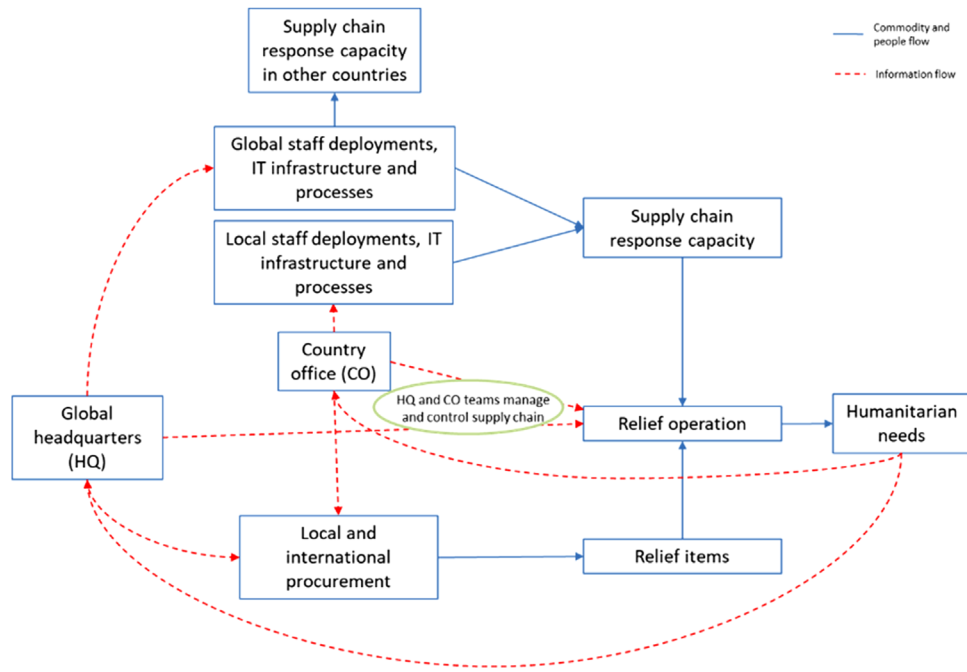 Supply chain
response capacity
in other countries
Commodity and
people flow
Information flow
Global staff deployments,
IT infrastructure and
processes
Local staff deployments, IT
infrastructure and
processes
Supply chain
response capacity
Country
office (CO)
HQ and CO teams manage
and control supply chain
Global
headquarters
(HQ)
Relief operation
Humanitarian
needs
Local and
international
procurement
Relief items